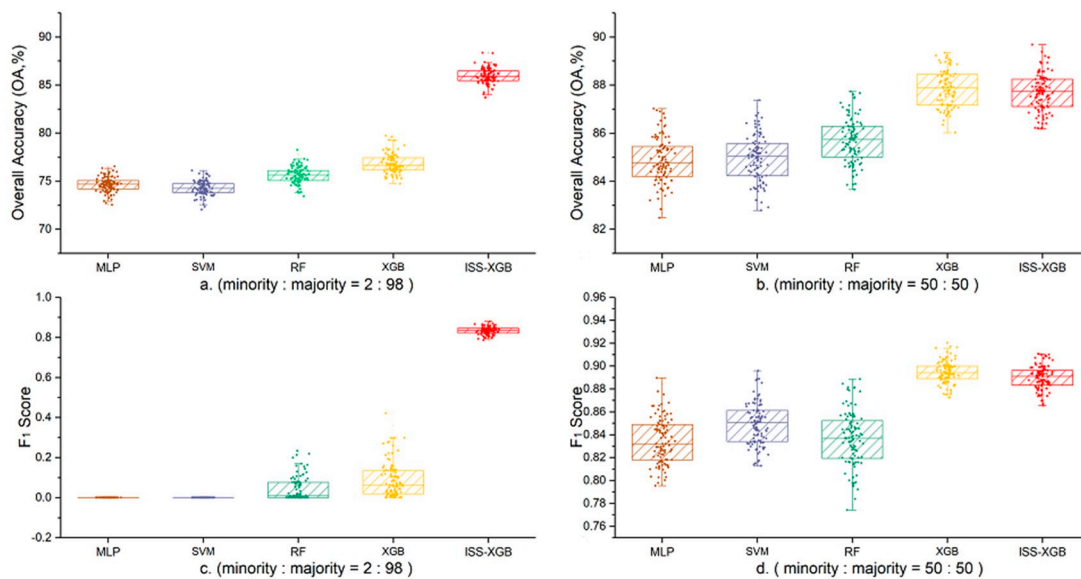 Overall Accuracy (OA,%)
90
85
80
75
70
MLP SVM RF XGB ISS-XGB
a. (minority : majority = 2 : 98 )
Overall Accuracy (OA,%)
90
88
86
84
82
MLP SVM RF XGB ISS-XGB
b. (minority : majority = 50 : 50 )
F₁ Score
1.0
0.8
0.6
0.4
0.2
0.0
-0.2
MLP SVM RF XGB ISS-XGB
c. (minority : majority = 2 : 98 )
F₁ Score
0.96
0.94
0.92
0.90
0.88
0.86
0.84
0.82
0.80
0.78
0.76
MLP SVM RF XGB ISS-XGB
d. ( minority : majority = 50 : 50 )